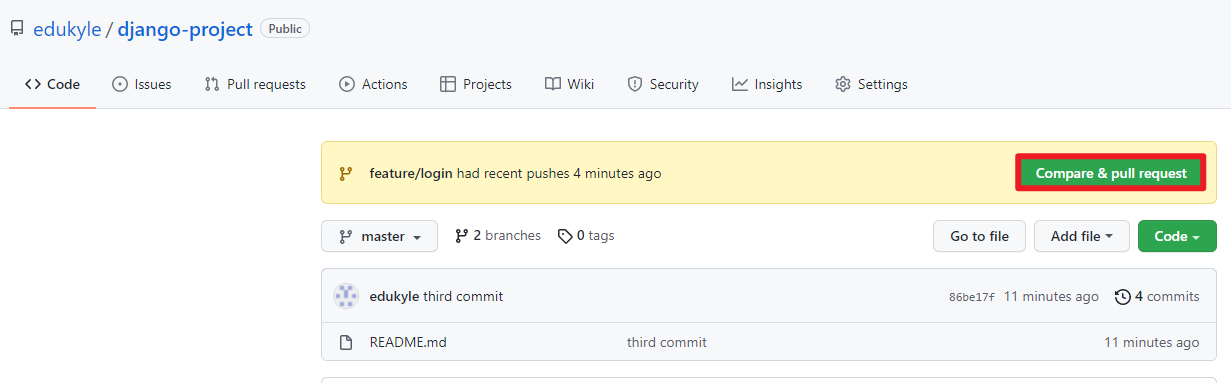 edukyle / django-project Public
Code Issues Pull requests Actions Projects Wiki Security Insights Settings
feature/login had recent pushes 4 minutes ago Compare & pull request
master 2 branches 0 tags Go to file Add file Code
edukyle third commit 86be17f 11 minutes ago 4 commits
README.md third commit 11 minutes ago